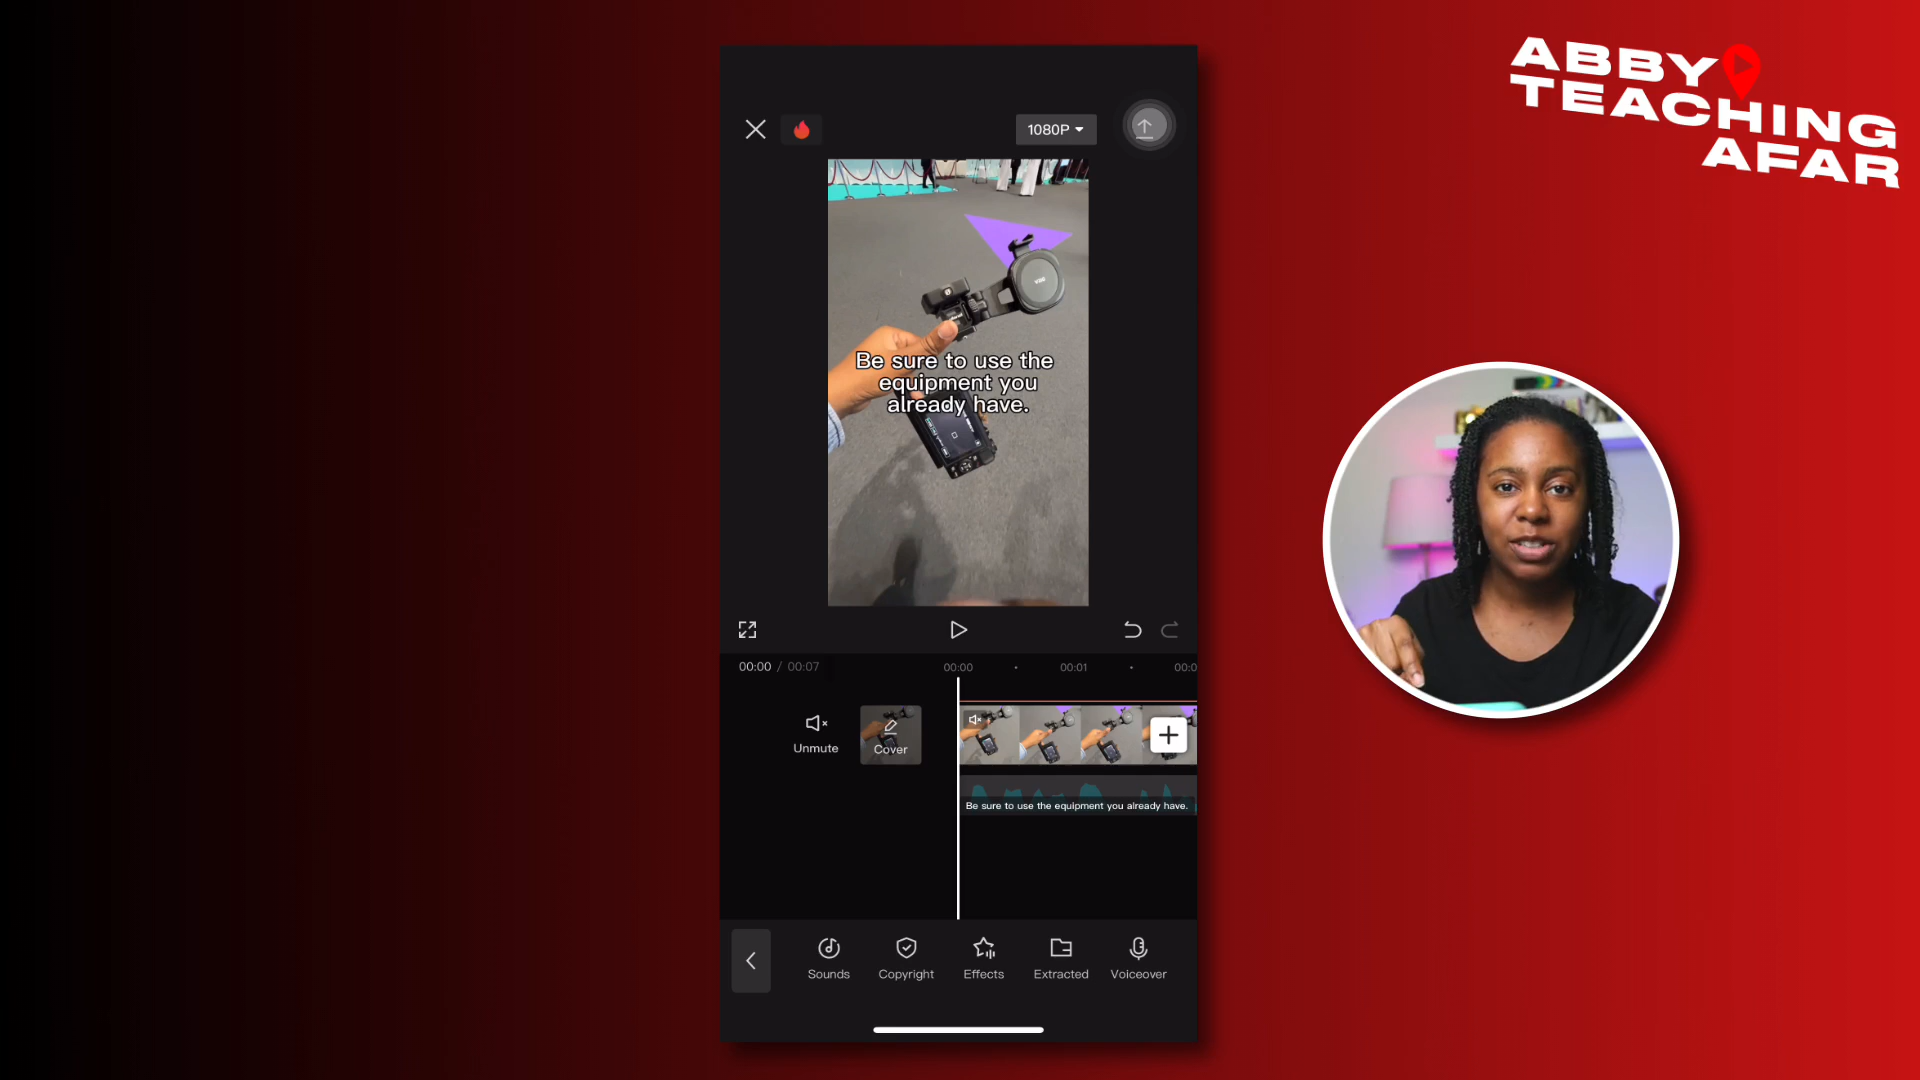 ABBY
TEACHING
AFAR
1080P
Be sure to use the
equipment you
already have.
00:00 / 00:07
00:00
00:01
Unmute
Cover
Be sure to use the equipment you already have.
Sounds
Copyright
Effects
Extracted
Voiceover